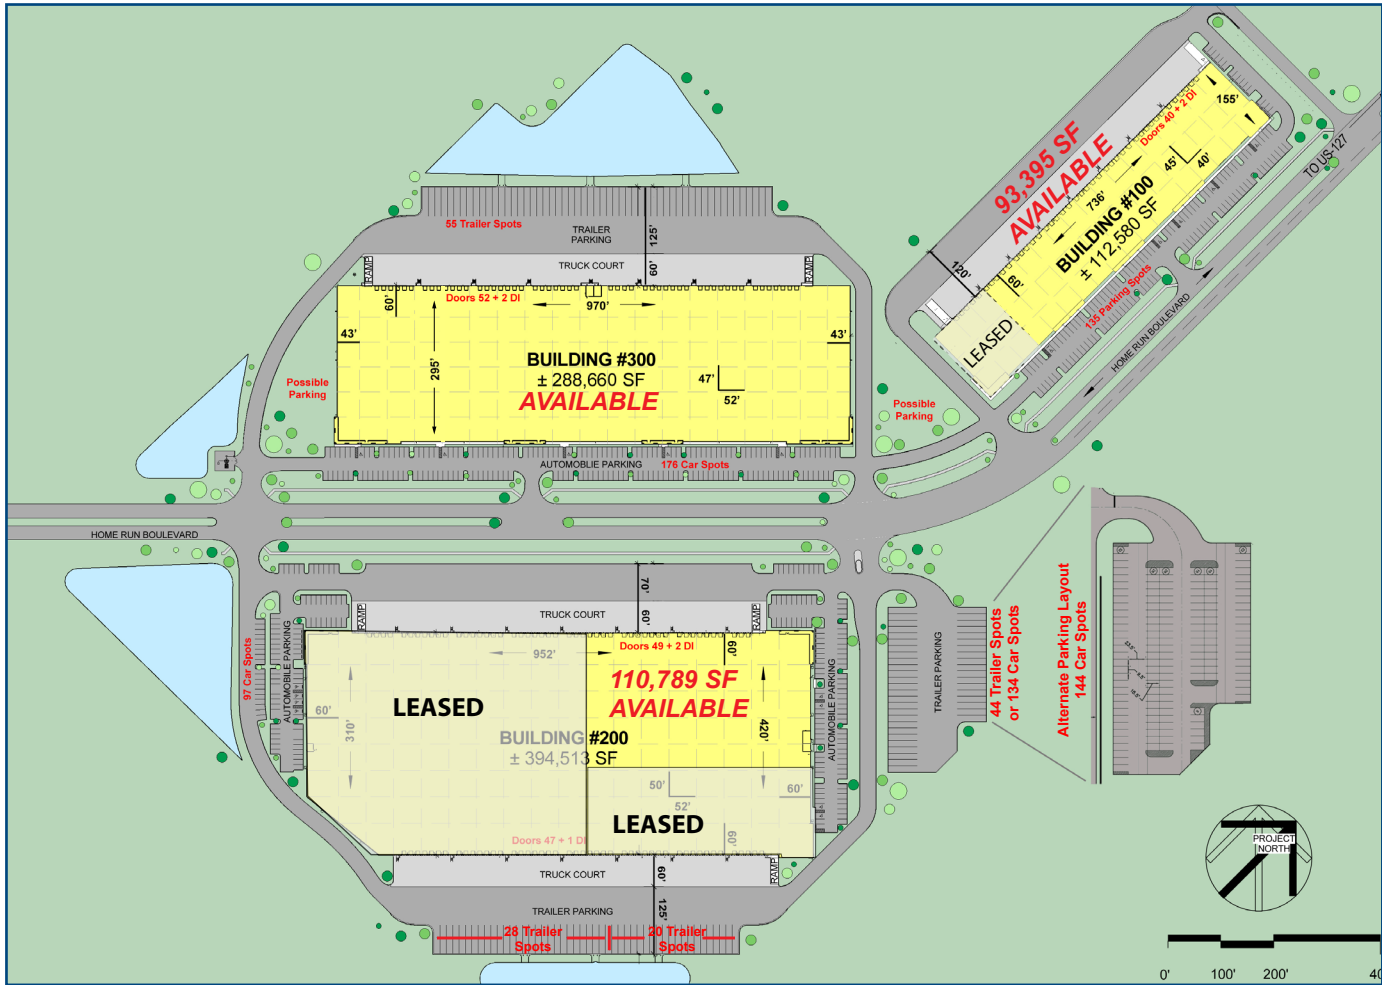 55 Trailer Spots
TRAILER
PARKING
125'
RAMP
TRUCK COURT
60'
RAMP
Doors 52 + 2 DI
60'
970'
43'
43'
295'
BUILDING #300
± 288,660 SF
AVAILABLE
47'
52'
Possible
Parking
Possible
Parking
AUTOMOBLIE PARKING
176 Car Spots
93,395 SF
AVAILABLE
Doors 40 + 2 DI
155'
45'
40'
736'
BUILDING #100
± 112,580 SF
120'
60'
LEASED
135 Parking Spots
HOME RUN BOULEVARD
TO US-127
HOME RUN BOULEVARD
70'
RAMP
TRUCK COURT
60'
RAMP
97 Car Spots
AUTOMOBILE PARKING
952'
Doors 49 + 2 DI
60'
110,789 SF
AVAILABLE
LEASED
60'
310'
420'
BUILDING #200
± 394,513 SF
50'
52'
60'
LEASED
Doors 47 + 1 DI
60'
AUTOMOBILE PARKING
TRAILER PARKING
44 Trailer Spots
or 134 Car Spots
Alternate Parking Layout
144 Car Spots
TRUCK COURT
60'
RAMP
TRAILER PARKING
125'
28 Trailer
Spots
20 Trailer
Spots
PROJECT
NORTH
0'
100'
200'